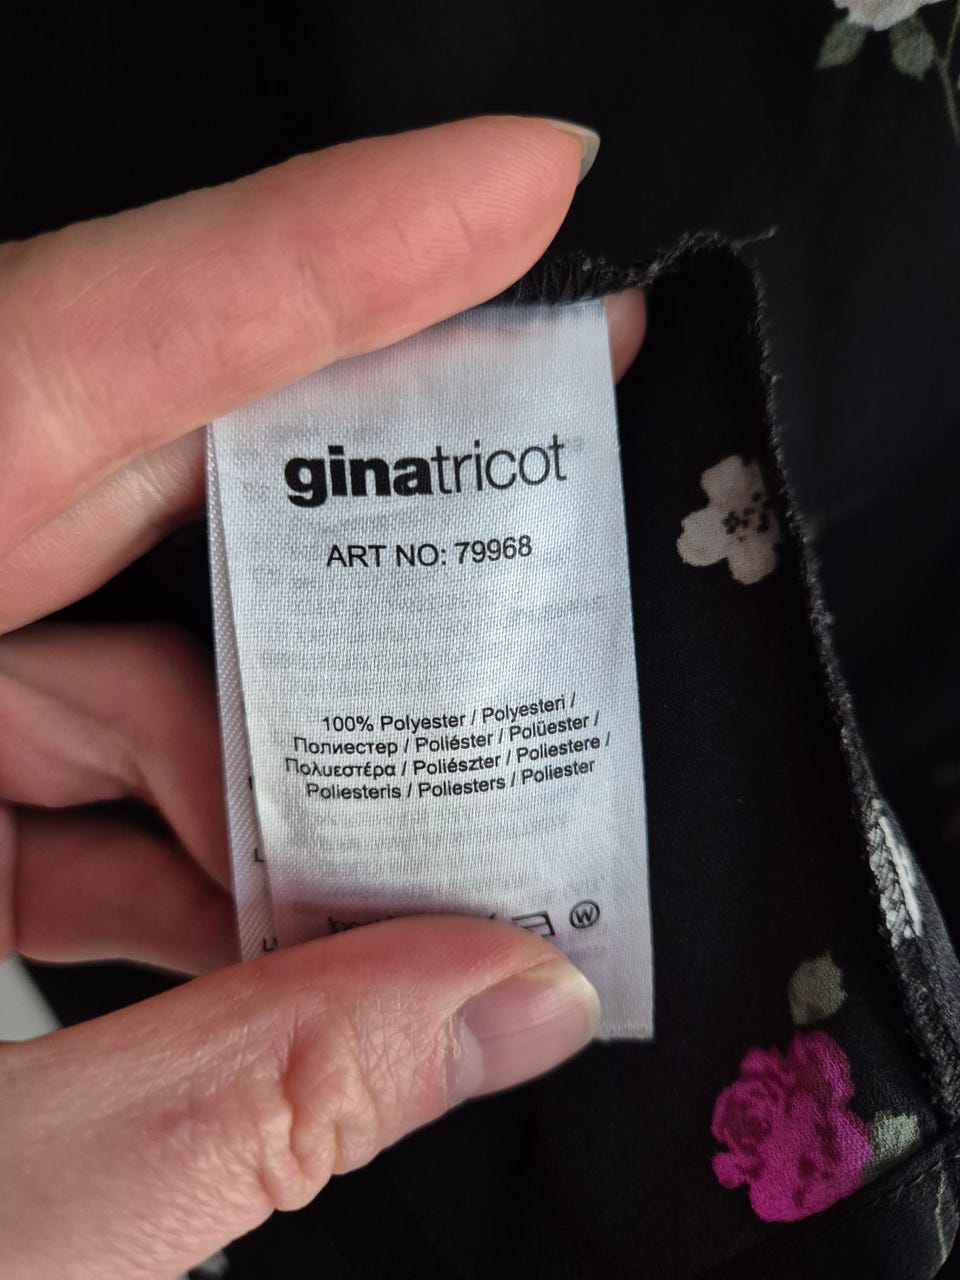 ginatricot
ART NO: 79968
100% Polyester / Polyesteri /
Полиестер / Poliéster / Polüester /
Πολυεστέρα / Poliészter / Poliestere /
Poliesteris / Poliesters / Poliester
W